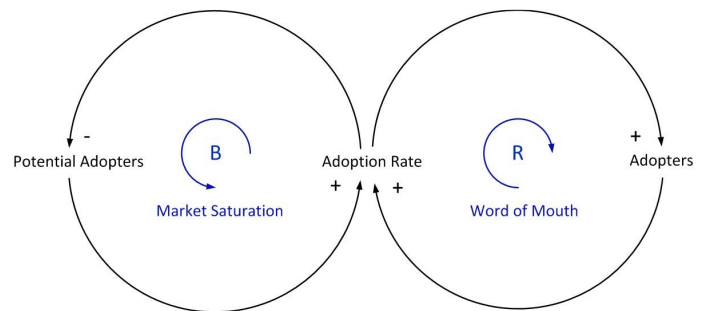 -
+
B
R
Potential Adopters
Adoption Rate
Adopters
+
+
Market Saturation
Word of Mouth